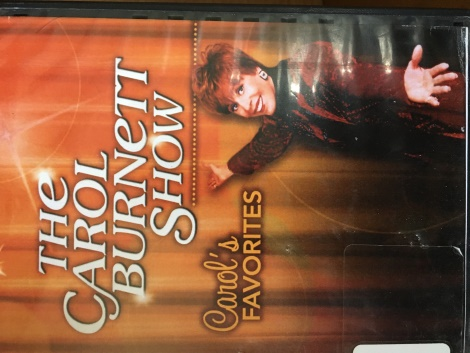 THE
CAROL
BURNETT
SHOW
Carol's
FAVORITES